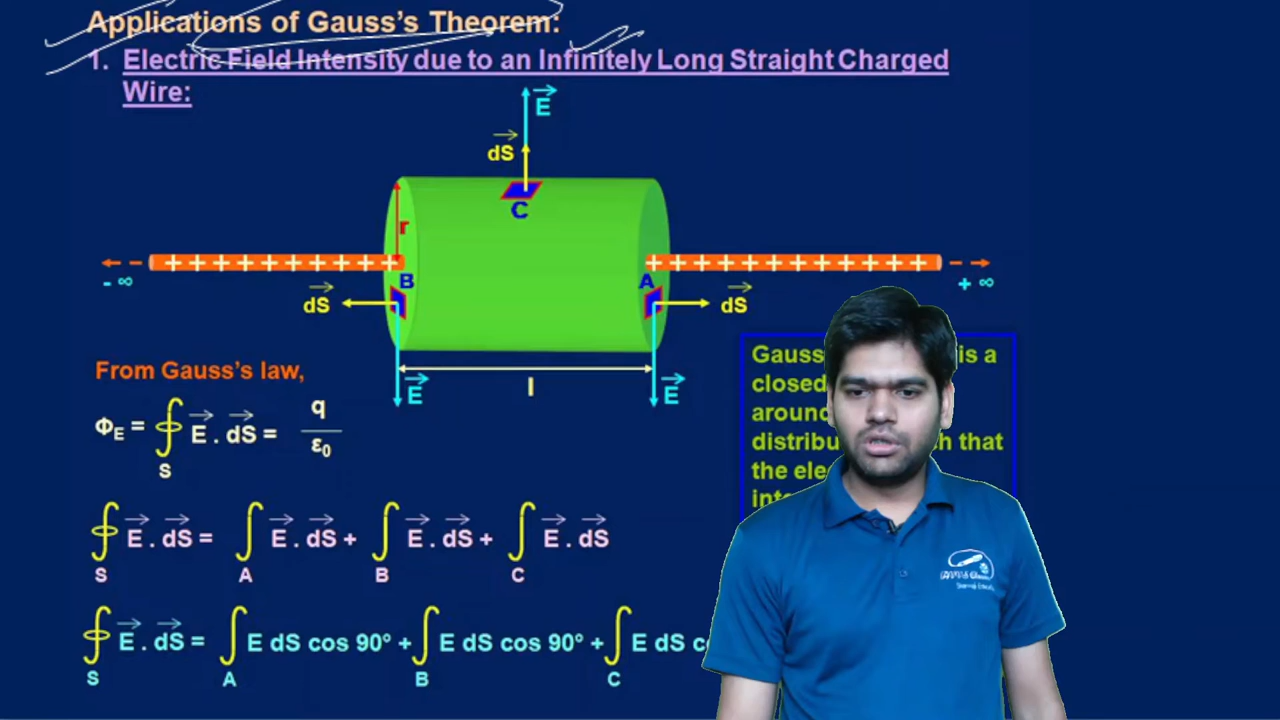 Applications of Gauss's Theorem:
1. Electric Field Intensity due to an Infinitely Long Straight Charged
Wire:
E
dS
C
r
+ + + + + + + + + +
+ + + + + + + + + + + +
- ∞
B
A
+ ∞
dS
dS
E
l
E
From Gauss's law,
Φ_E = ∮_S E . dS = q / ε₀
∮_S E . dS = ∫_A E . dS + ∫_B E . dS + ∫_C E . dS
∮_S E . dS = ∫_A E dS cos 90° + ∫_B E dS cos 90° + ∫_C E dS
Gauss is a
closed
around
that
the